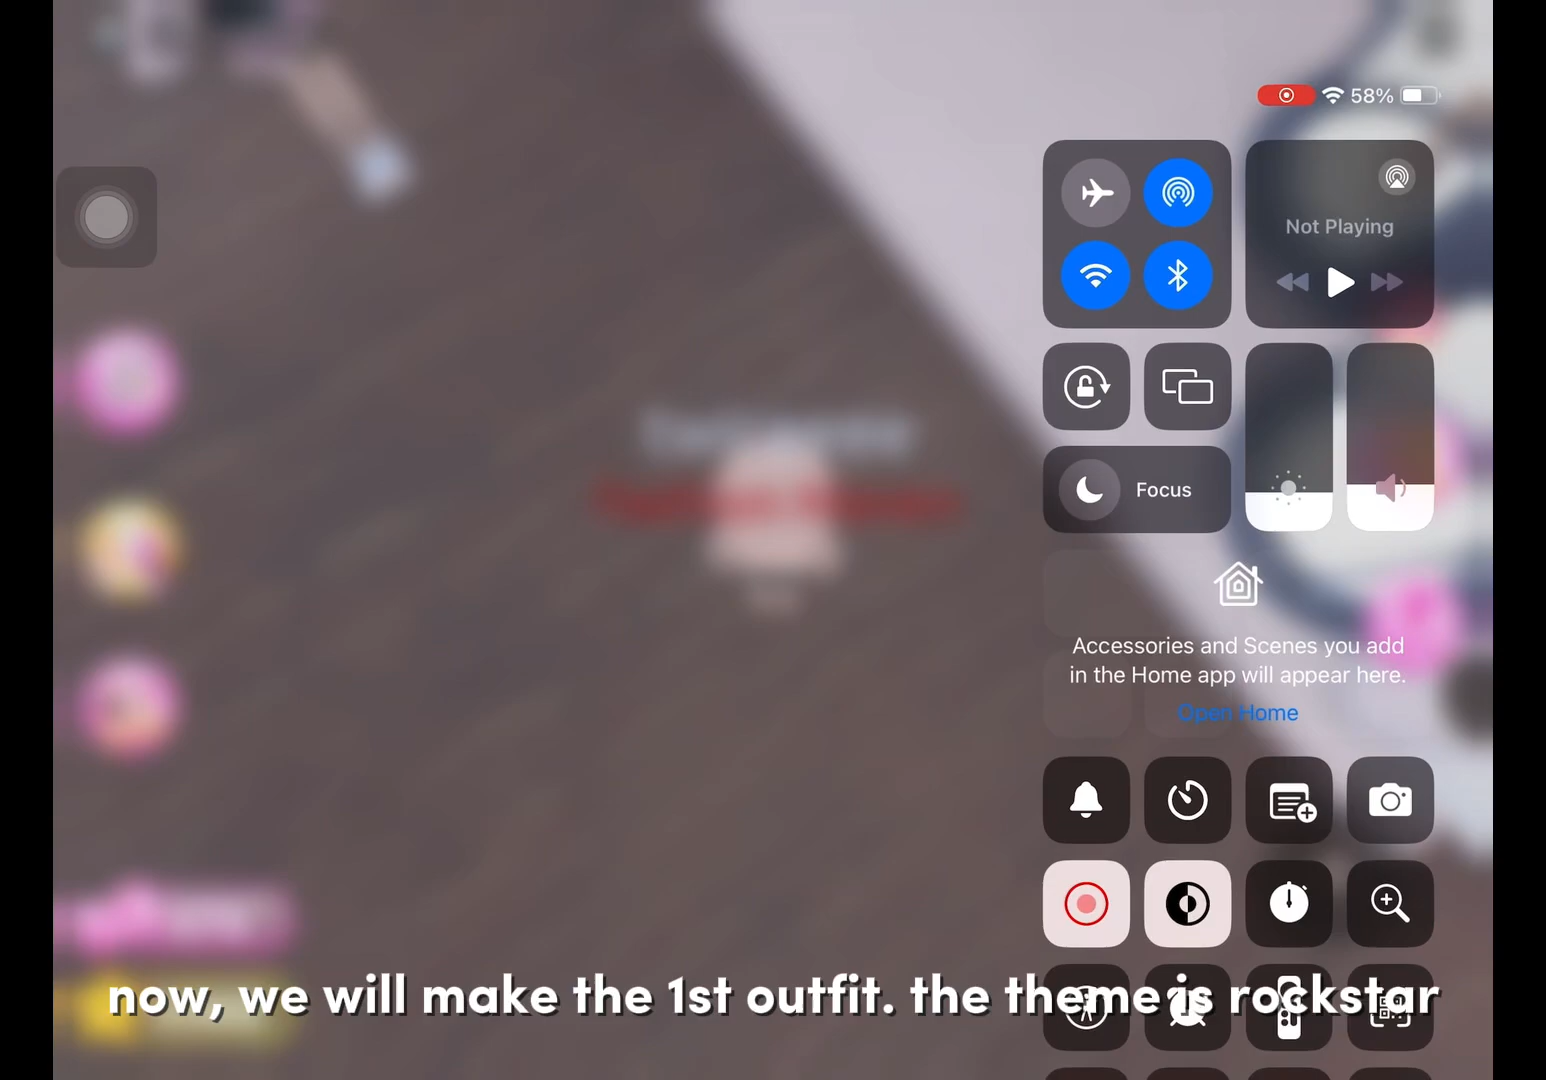 58%
Not Playing
Focus
Accessories and Scenes you add
in the Home app will appear here.
Open Home
now, we will make the 1st outfit. the theme is rockstar